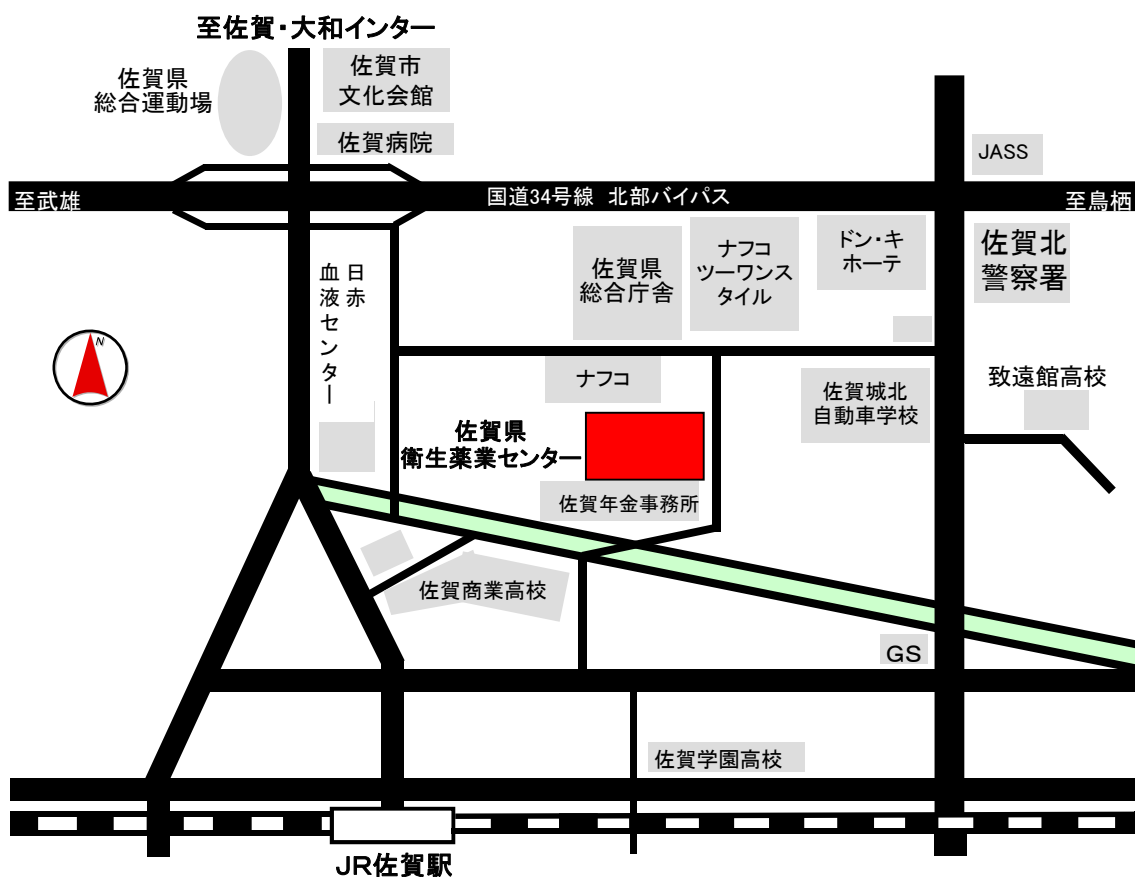 至佐賀・大和インター
佐賀県
総合運動場
佐賀市
文化会館
佐賀病院
JASS
至武雄
国道34号線 北部バイパス
至鳥栖
日赤
血液センター
佐賀県
総合庁舎
ナフコ
ツーワンス
タイル
ドン・キ
ホーテ
佐賀北
警察署
N
ナフコ
佐賀城北
自動車学校
致遠館高校
佐賀県
衛生薬業センター
佐賀年金事務所
佐賀商業高校
GS
佐賀学園高校
JR佐賀駅